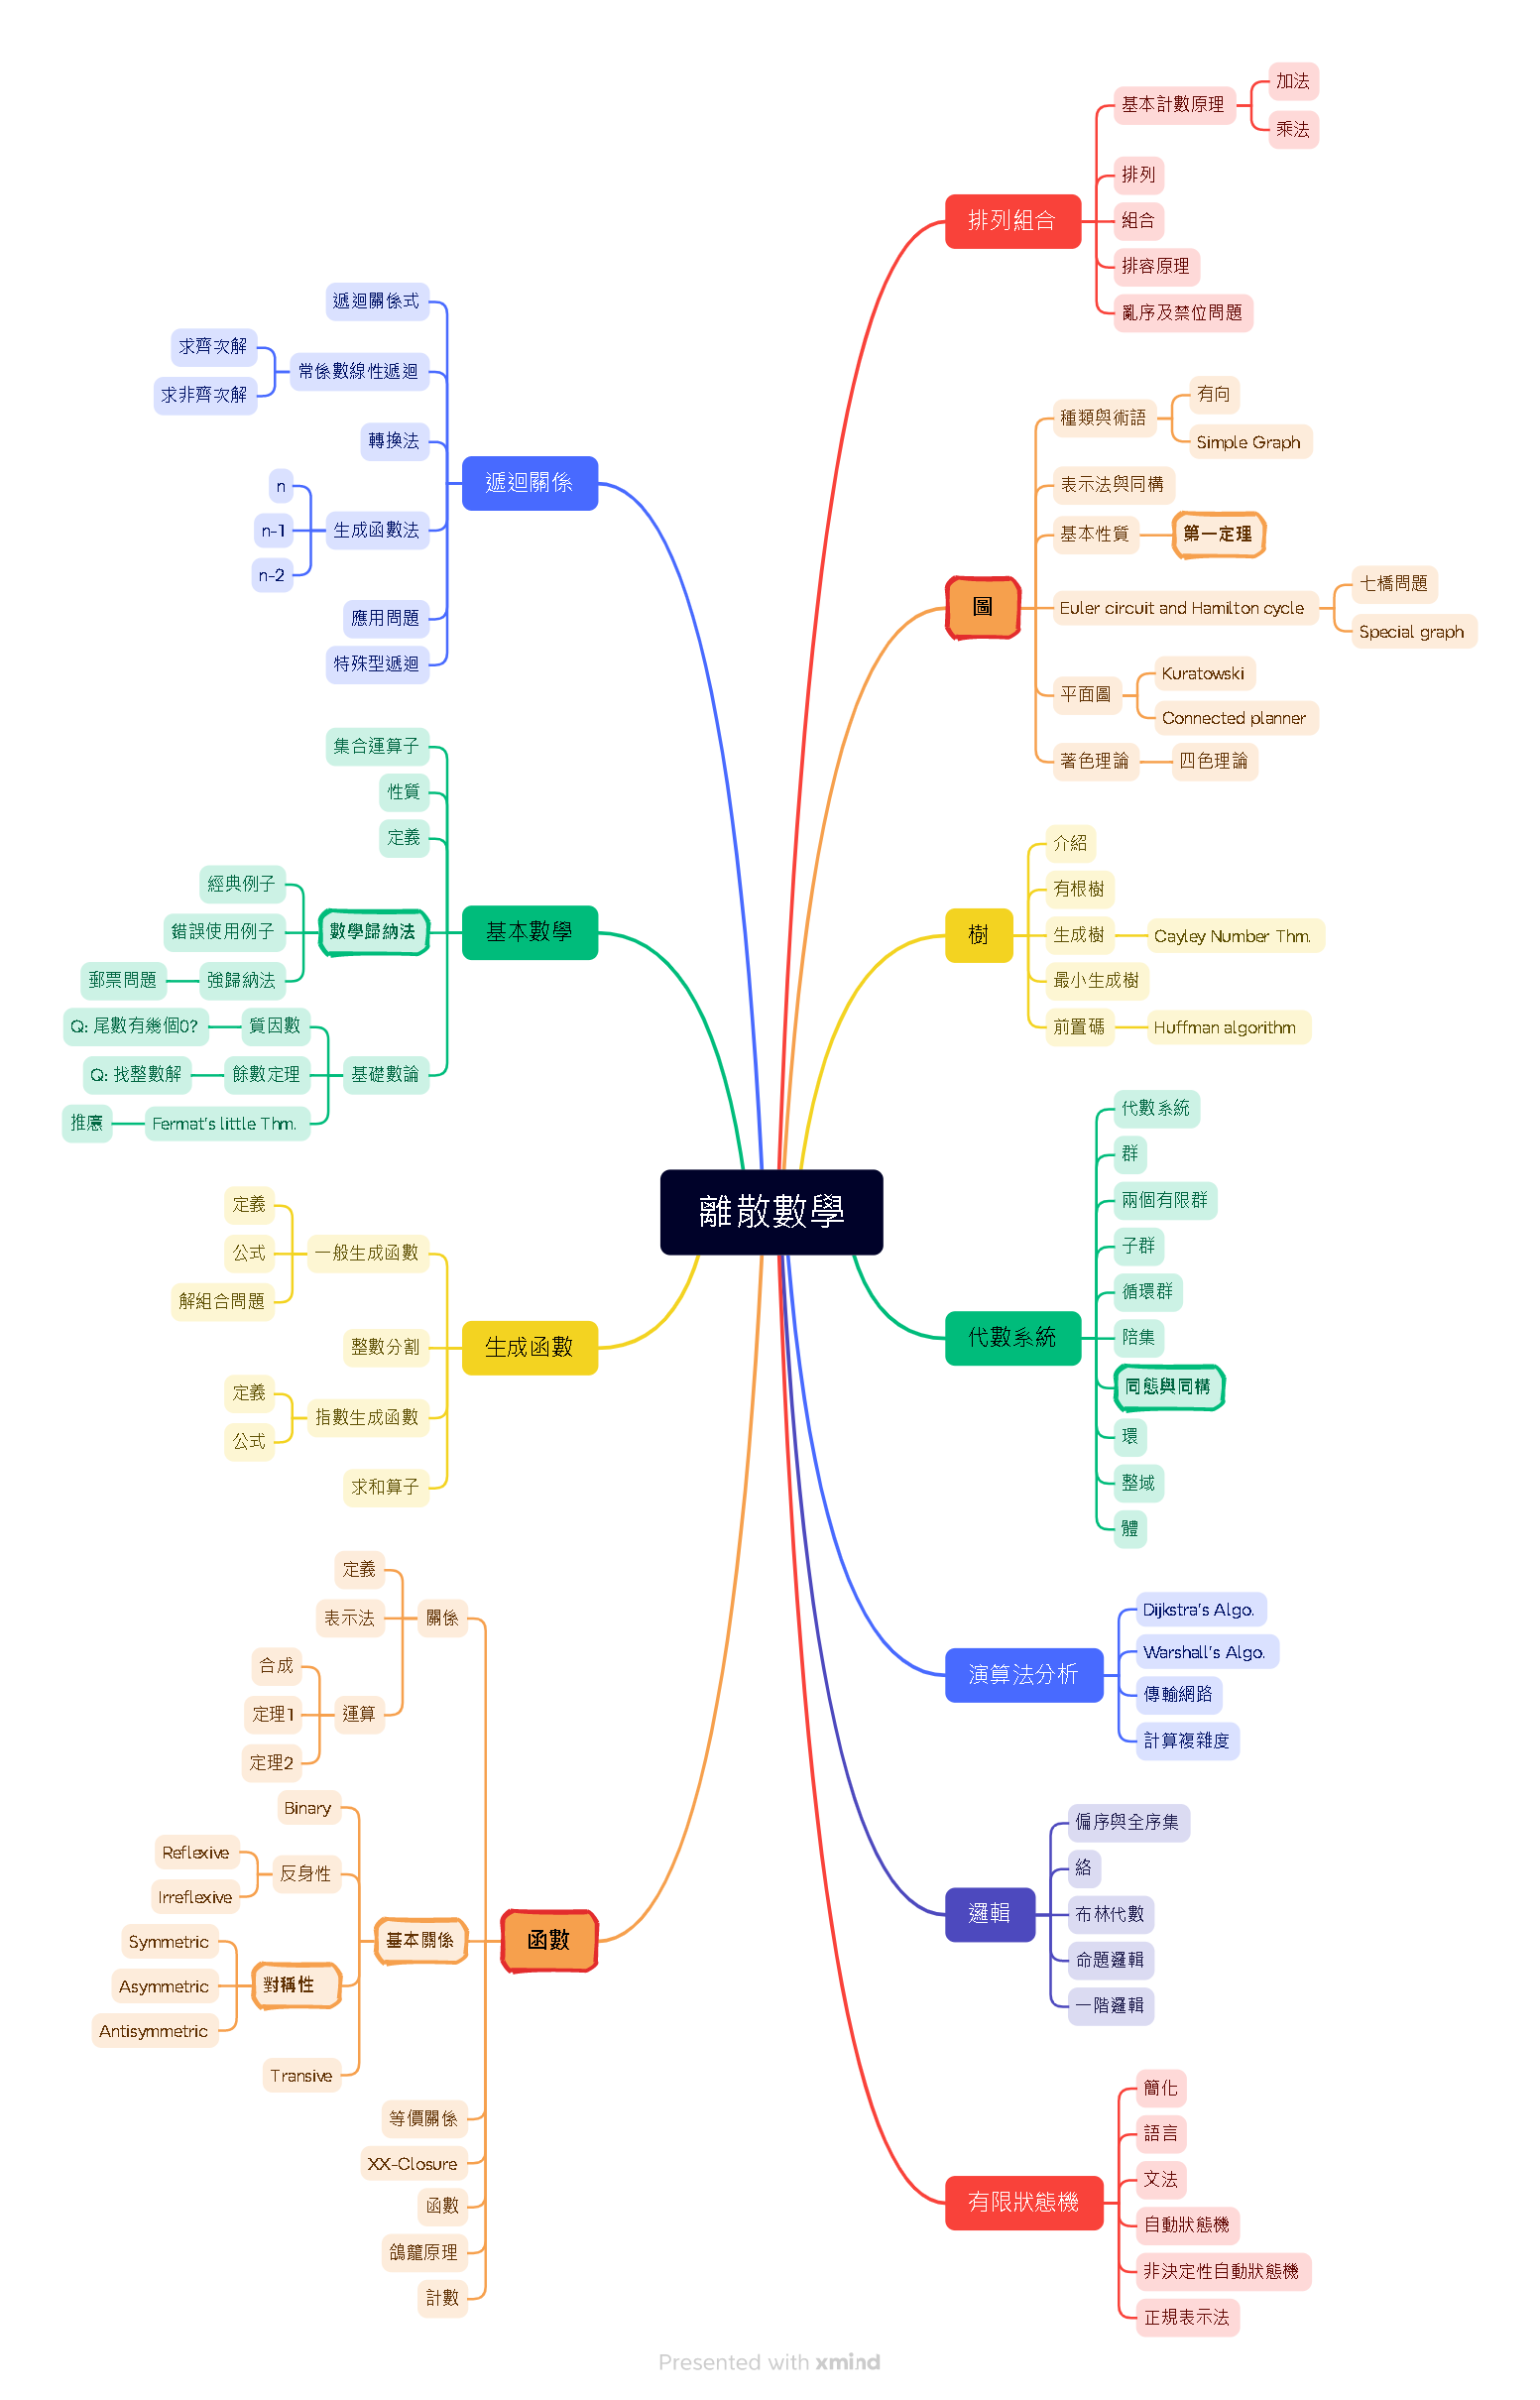 離散數學
排列組合
基本計數原理
加法
乘法
排列
組合
排容原理
亂序及禁位問題
圖
種類與術語
有向
Simple Graph
表示法與同構
基本性質
第一定理
Euler circuit and Hamilton cycle
七橋問題
Special graph
平面圖
Kuratowski
Connected planner
著色理論
四色理論
樹
介紹
有根樹
生成樹
Cayley Number Thm.
最小生成樹
前置碼
Huffman algorithm
代數系統
代數系統
群
兩個有限群
子群
循環群
陪集
同態與同構
環
整域
體
演算法分析
Dijkstra's Algo.
Warshall's Algo.
傳輸網路
計算複雜度
邏輯
偏序與全序集
絡
布林代數
命題邏輯
一階邏輯
有限狀態機
簡化
語言
文法
自動狀態機
非決定性自動狀態機
正規表示法
遞迴關係
遞迴關係式
常係數線性遞迴
求齊次解
求非齊次解
轉換法
生成函數法
n
n-1
n-2
應用問題
特殊型遞迴
基本數學
集合運算子
性質
定義
數學歸納法
經典例子
錯誤使用例子
強歸納法
郵票問題
基礎數論
質因數
Q: 尾數有幾個0?
餘數定理
Q: 找整數解
Fermat's little Thm.
推廣
生成函數
一般生成函數
定義
公式
解組合問題
整數分割
指數生成函數
定義
公式
求和算子
函數
關係
定義
表示法
運算
合成
定理1
定理2
基本關係
Binary
反身性
Reflexive
Irreflexive
對稱性
Symmetric
Asymmetric
Antisymmetric
Transive
等價關係
XX-Closure
函數
鴿籠原理
計數
Presented with xmind